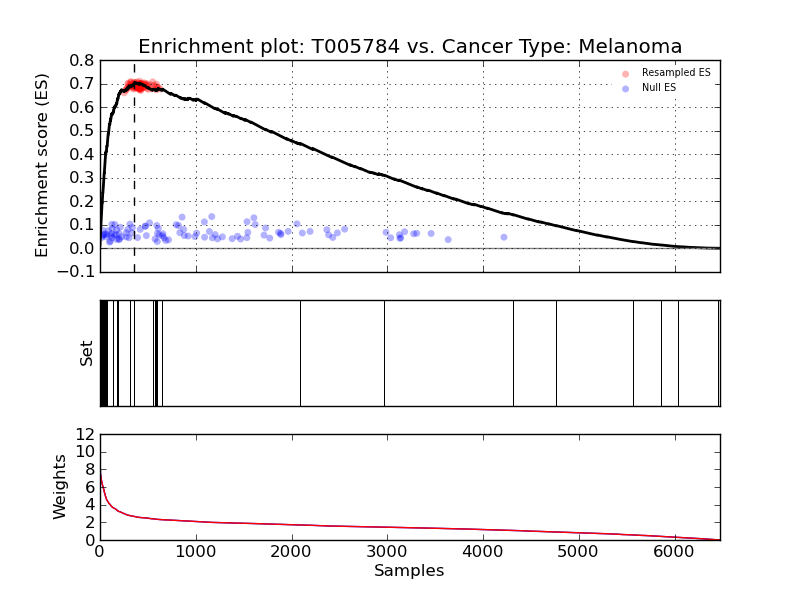 Enrichment plot: T005784 vs. Cancer Type: Melanoma
Enrichment score (ES)
0.8
0.7
0.6
0.5
0.4
0.3
0.2
0.1
0.0
−0.1
Resampled ES
Null ES
Set
Weights
12
10
8
6
4
2
0
0 1000 2000 3000 4000 5000 6000
Samples